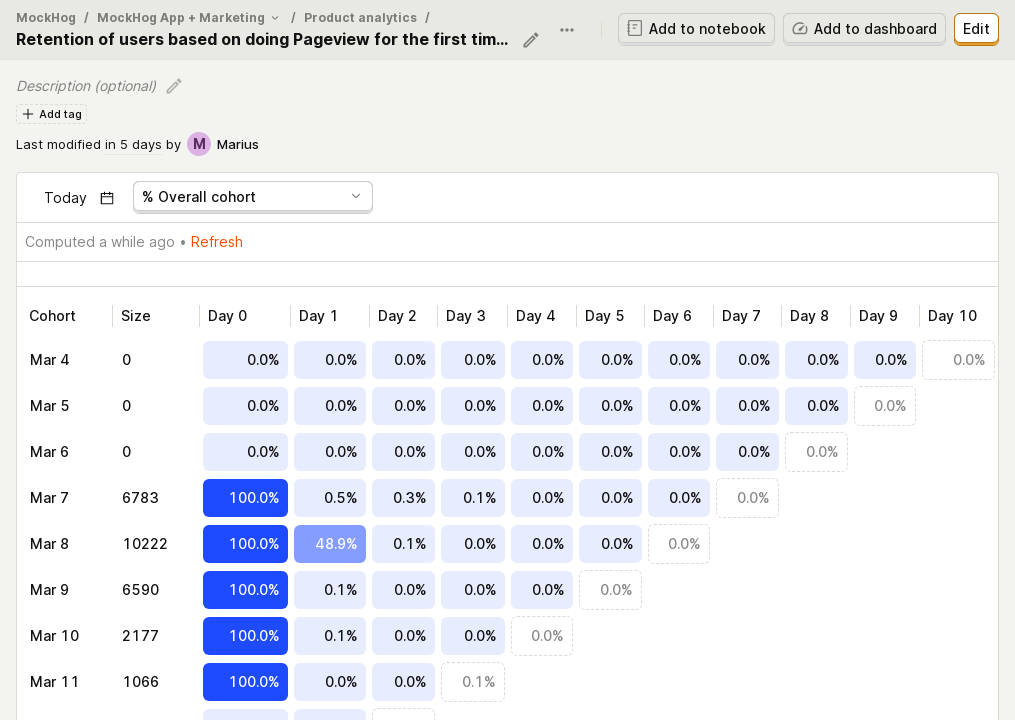 MockHog / MockHog App + Marketing / Product analytics /
Retention of users based on doing Pageview for the first tim...
Add to notebook
Add to dashboard
Edit
Description (optional)
Add tag
Last modified in 5 days by M Marius
Today
% Overall cohort
Computed a while ago • Refresh
Cohort Size Day 0 Day 1 Day 2 Day 3 Day 4 Day 5 Day 6 Day 7 Day 8 Day 9 Day 10
Mar 4 0 0.0% 0.0% 0.0% 0.0% 0.0% 0.0% 0.0% 0.0% 0.0% 0.0% 0.0%
Mar 5 0 0.0% 0.0% 0.0% 0.0% 0.0% 0.0% 0.0% 0.0% 0.0% 0.0%
Mar 6 0 0.0% 0.0% 0.0% 0.0% 0.0% 0.0% 0.0% 0.0% 0.0%
Mar 7 6783 100.0% 0.5% 0.3% 0.1% 0.0% 0.0% 0.0% 0.0%
Mar 8 10222 100.0% 48.9% 0.1% 0.0% 0.0% 0.0% 0.0%
Mar 9 6590 100.0% 0.1% 0.0% 0.0% 0.0% 0.0%
Mar 10 2177 100.0% 0.1% 0.0% 0.0% 0.0%
Mar 11 1066 100.0% 0.0% 0.0% 0.1%